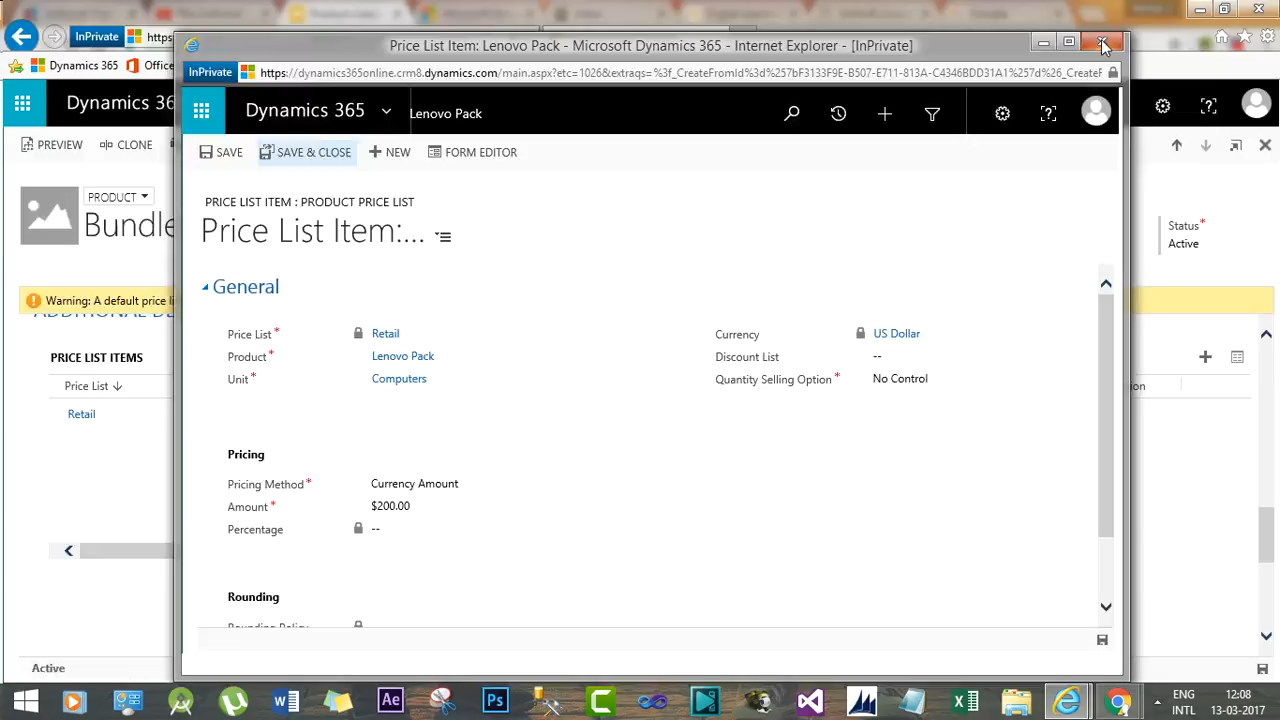 Price List Item: Lenovo Pack - Microsoft Dynamics 365 - Internet Explorer - [InPrivate]
InPrivate
https:
InPrivate
https://dynamics365online.crm8.dynamics.com/main.aspx?etc=1026&extraqs=%3f_CreateFromId%3d%257bF3133F9E-B507-E711-813A-C4346BDD31A1%257d%26_CreateF
Dynamics 365
Office
Dynamics 36
Dynamics 365
Lenovo Pack
PREVIEW
CLONE
SAVE
SAVE & CLOSE
NEW
FORM EDITOR
PRODUCT
Bundle
PRICE LIST ITEM : PRODUCT PRICE LIST
Price List Item:...
Status*
Active
General
Warning: A default price li
PRICE LIST ITEMS
Price List
Retail
Price List* Retail
Currency US Dollar
Product* Lenovo Pack
Discount List --
Unit* Computers
Quantity Selling Option* No Control
Pricing
Pricing Method* Currency Amount
Amount* $200.00
Percentage --
Rounding
Rounding Policy
Active
ENG
INTL
12:08
13-03-2017